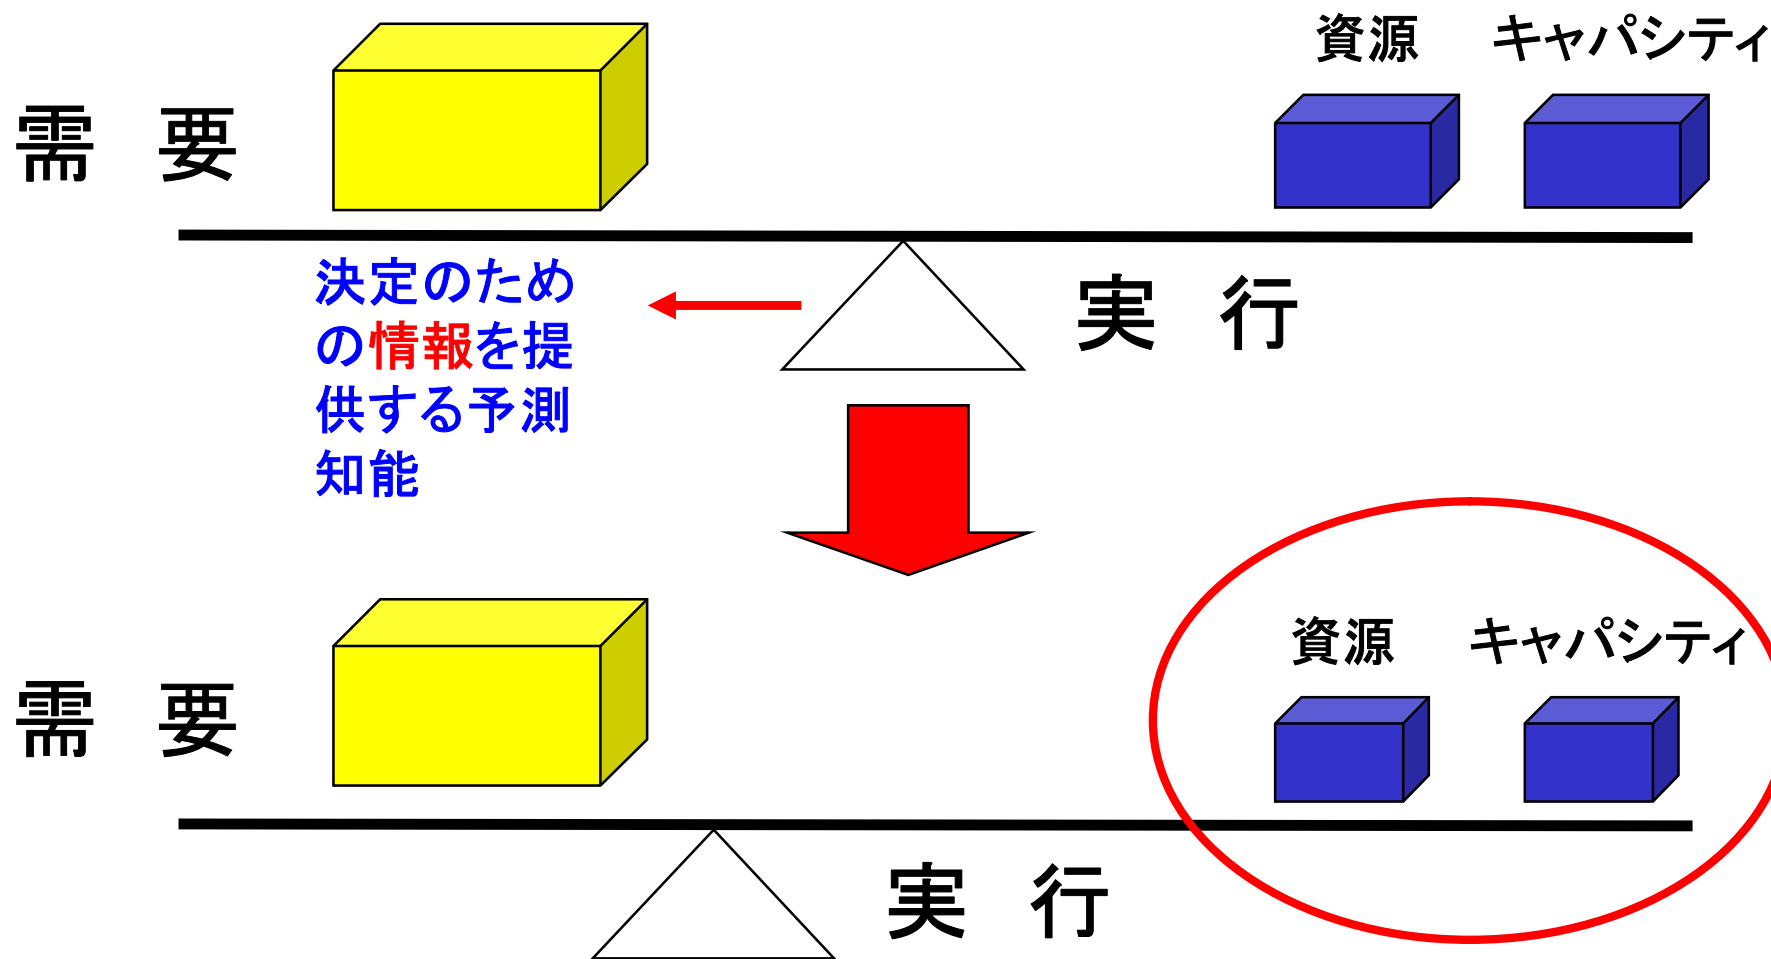 資源 キャパシティ
需 要
決定のため
の情報を提
供する予測
知能
実 行
資源 キャパシティ
需 要
実 行